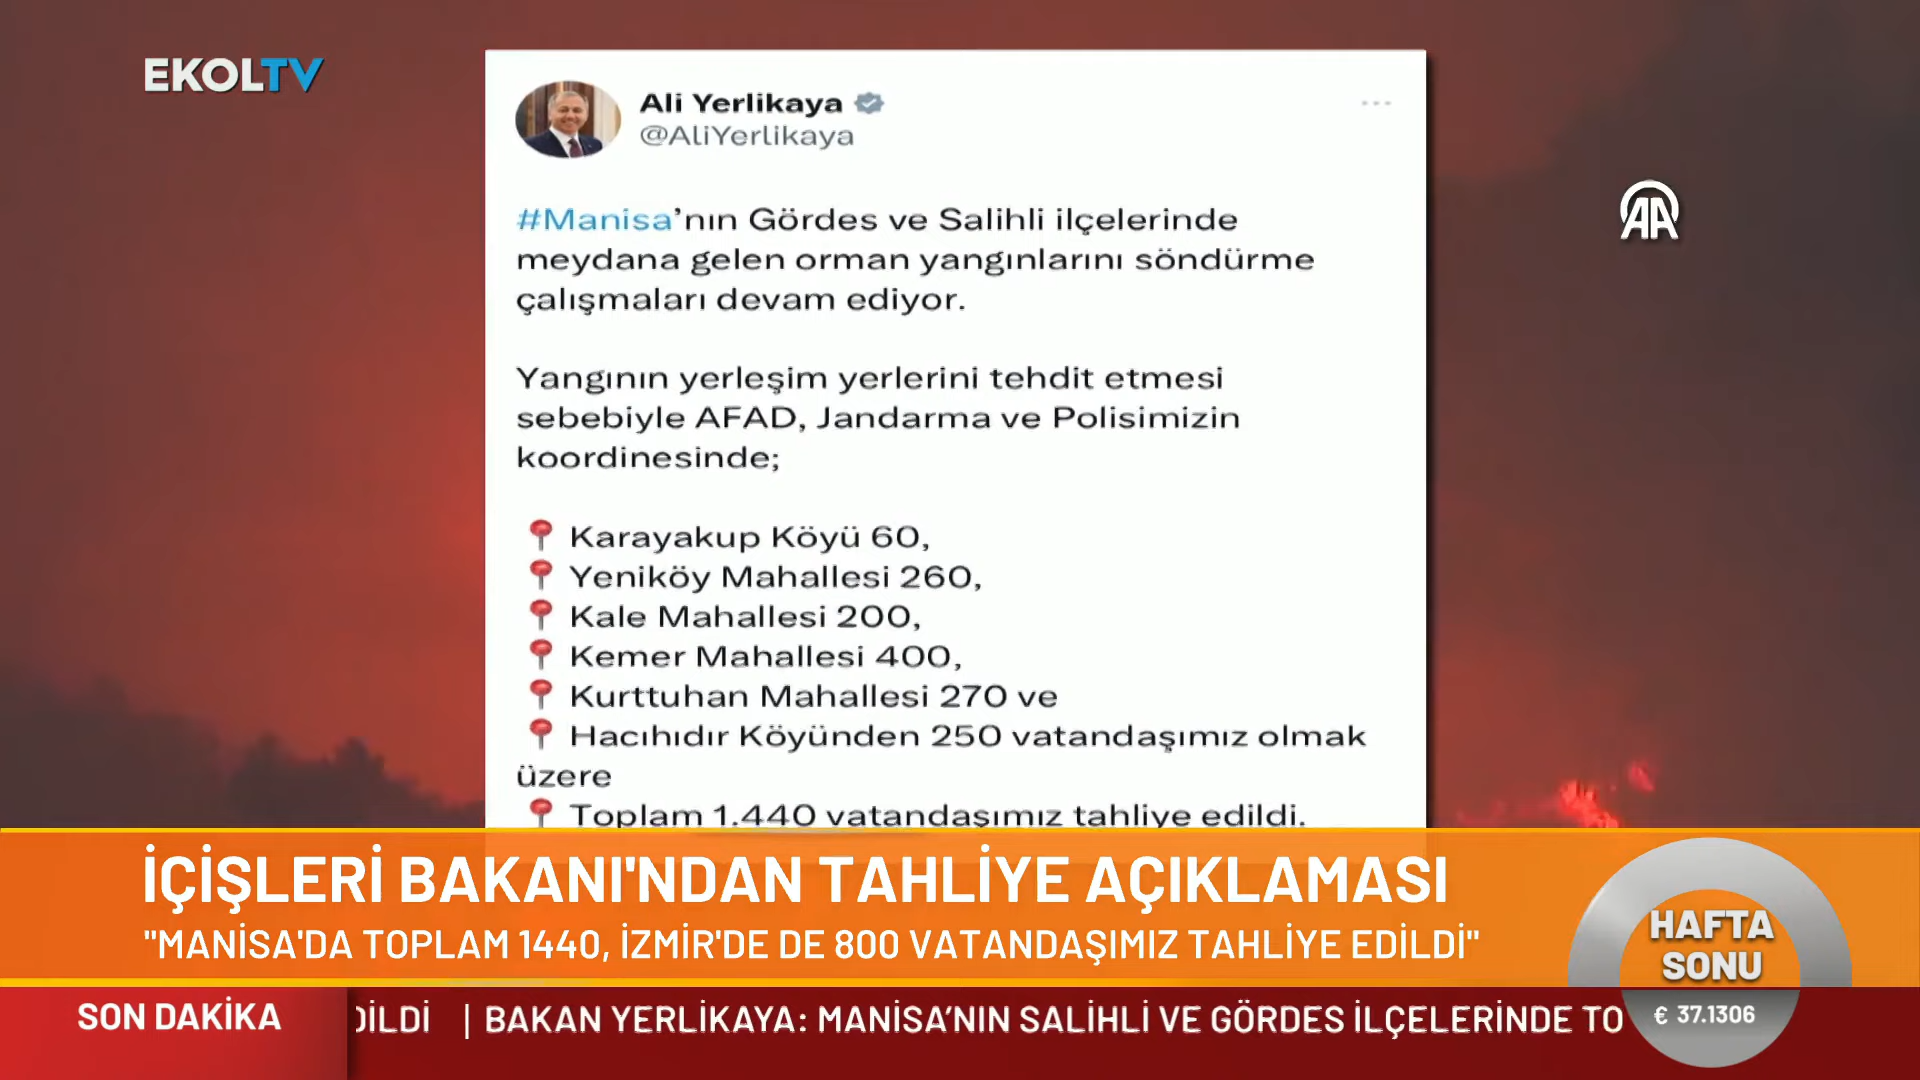 EKOLTV
Ali Yerlikaya
@AliYerlikaya
AA
#Manisa’nın Gördes ve Salihli ilçelerinde
meydana gelen orman yangınlarını söndürme
çalışmaları devam ediyor.
Yangının yerleşim yerlerini tehdit etmesi
sebebiyle AFAD, Jandarma ve Polisimizin
koordinesinde;
Karayakup Köyü 60,
Yeniköy Mahallesi 260,
Kale Mahallesi 200,
Kemer Mahallesi 400,
Kurttuhan Mahallesi 270 ve
Hacıhıdır Köyünden 250 vatandaşımız olmak
üzere
Toplam 1.440 vatandaşımız tahliye edildi.
İÇİŞLERİ BAKANI'NDAN TAHLİYE AÇIKLAMASI
"MANİSA'DA TOPLAM 1440, İZMİR'DE DE 800 VATANDAŞIMIZ TAHLİYE EDİLDİ"
HAFTA
SONU
SON DAKİKA
DİLDİ | BAKAN YERLİKAYA: MANİSA’NIN SALİHLİ VE GÖRDES İLÇELERİNDE TO
€ 37.1306